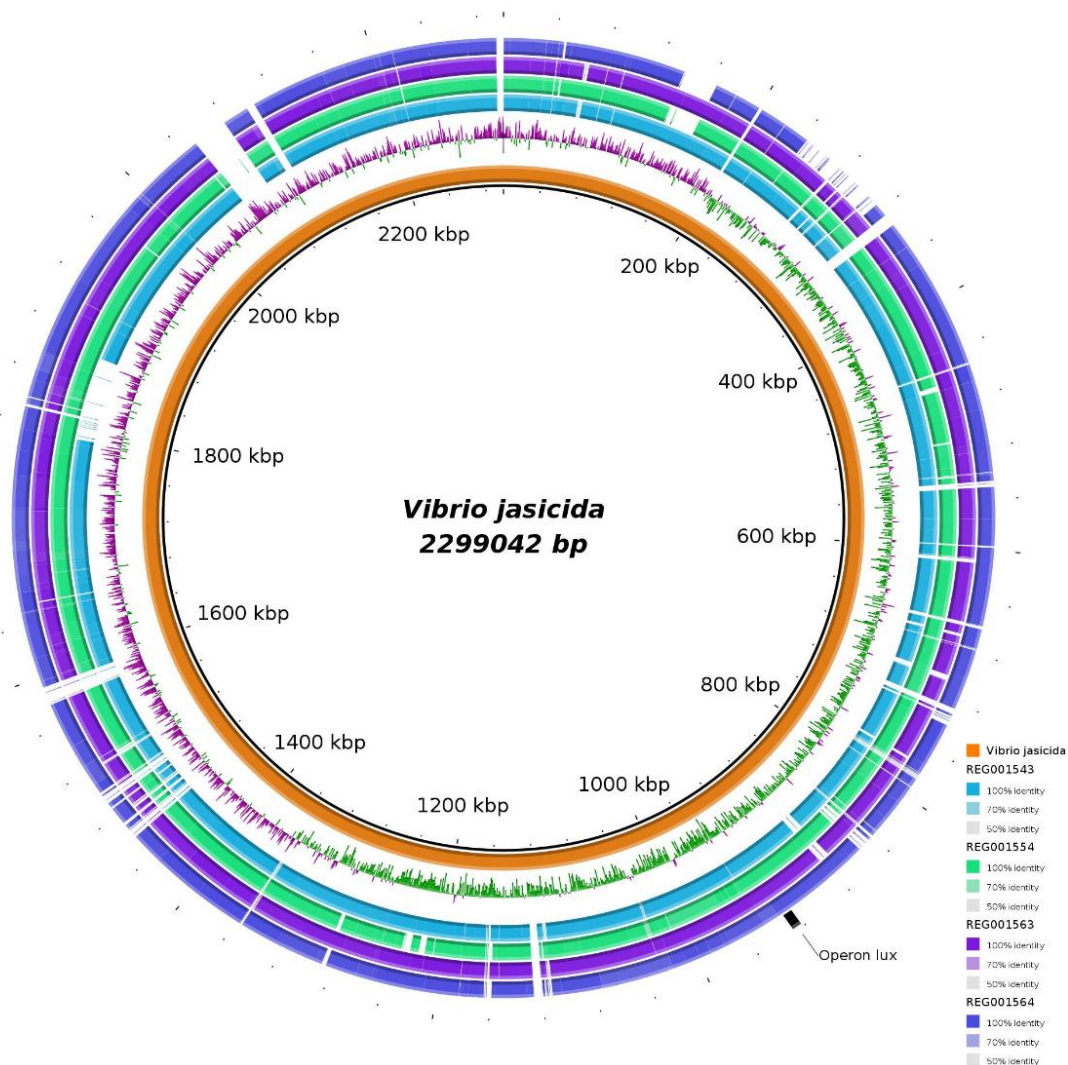 2200 kbp
200 kbp
2000 kbp
400 kbp
1800 kbp
Vibrio jasicida
2299042 bp
600 kbp
1600 kbp
800 kbp
1400 kbp
1000 kbp
1200 kbp
Operon lux
Vibrio jasicida
REG001543
100% identity
70% identity
50% identity
REG001554
100% identity
70% identity
50% identity
REG001563
100% identity
70% identity
50% identity
REG001564
100% identity
70% identity
50% identity